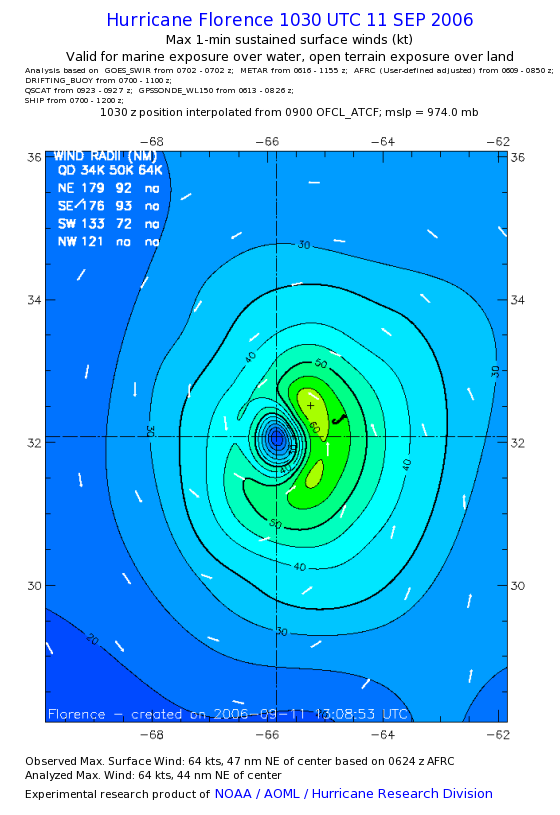 Hurricane Florence 1030 UTC 11 SEP 2006
Max 1-min sustained surface winds (kt)
Valid for marine exposure over water, open terrain exposure over land
Analysis based on GOES_SWIR from 0702 - 0702 z; METAR from 0616 - 1155 z; AFRC (User-defined adjusted) from 0609 - 0850 z;
DRIFTING_BUOY from 0700 - 1100 z;
QSCAT from 0923 - 0927 z; GPSSONDE_WL150 from 0613 - 0826 z;
SHIP from 0700 - 1200 z;
1030 z position interpolated from 0900 OFCL_ATCF; mslp = 974.0 mb
-68 -66 -64 -62
36 36
WIND RADII (NM)
QD 34K 50K 64K
NE 179 92 na
SE 176 93 na
SW 133 72 na
NW 121 na na
30
34 34
40 50 30
60
30 32 32
40 40
50
40
30 30
30
20
Florence - created on 2006-09-11 13:08:53 UTC
-68 -66 -64 -62
Observed Max. Surface Wind: 64 kts, 47 nm NE of center based on 0624 z AFRC
Analyzed Max. Wind: 64 kts, 44 nm NE of center
Experimental research product of NOAA / AOML / Hurricane Research Division